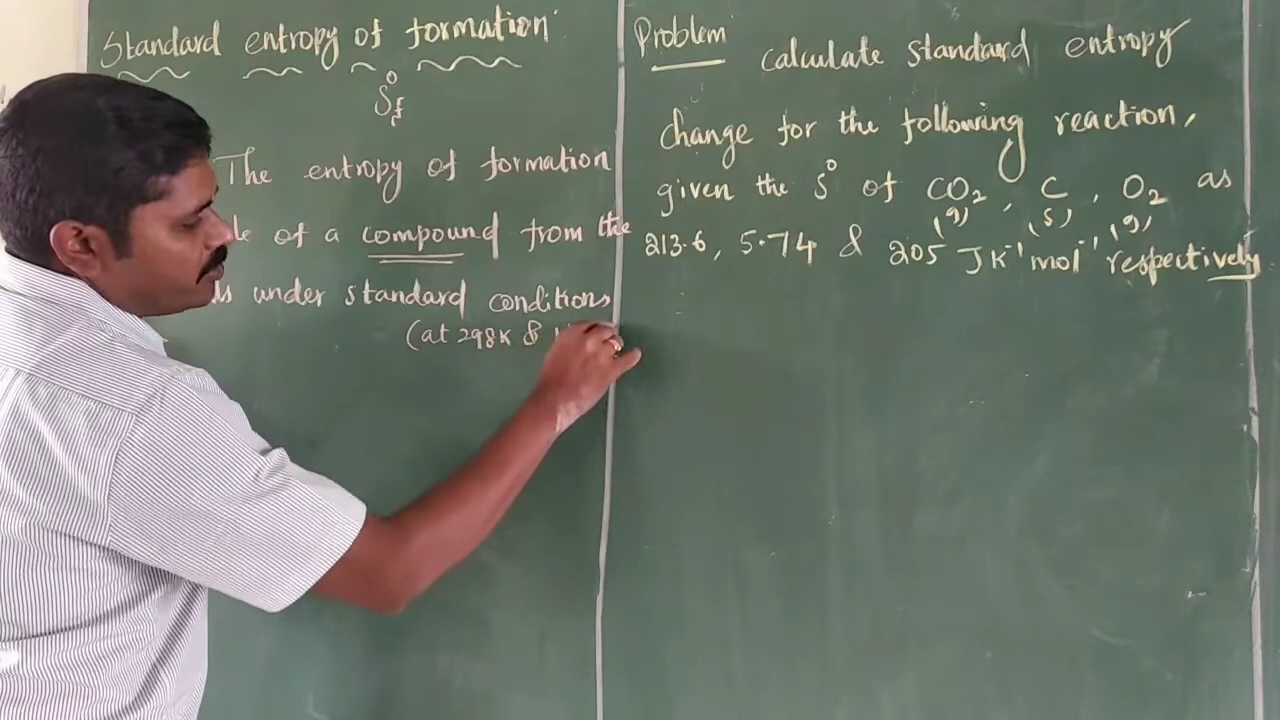 Standard entropy of formation
S°f
The entropy of formation
of a compound from the
under standard conditions
(at 298K &
Problem
calculate standard entropy
change for the following reaction,
given the S° of CO₂(g), C(s), O₂(g) as
213.6, 5.74 & 205 JK⁻¹mol⁻¹ respectively